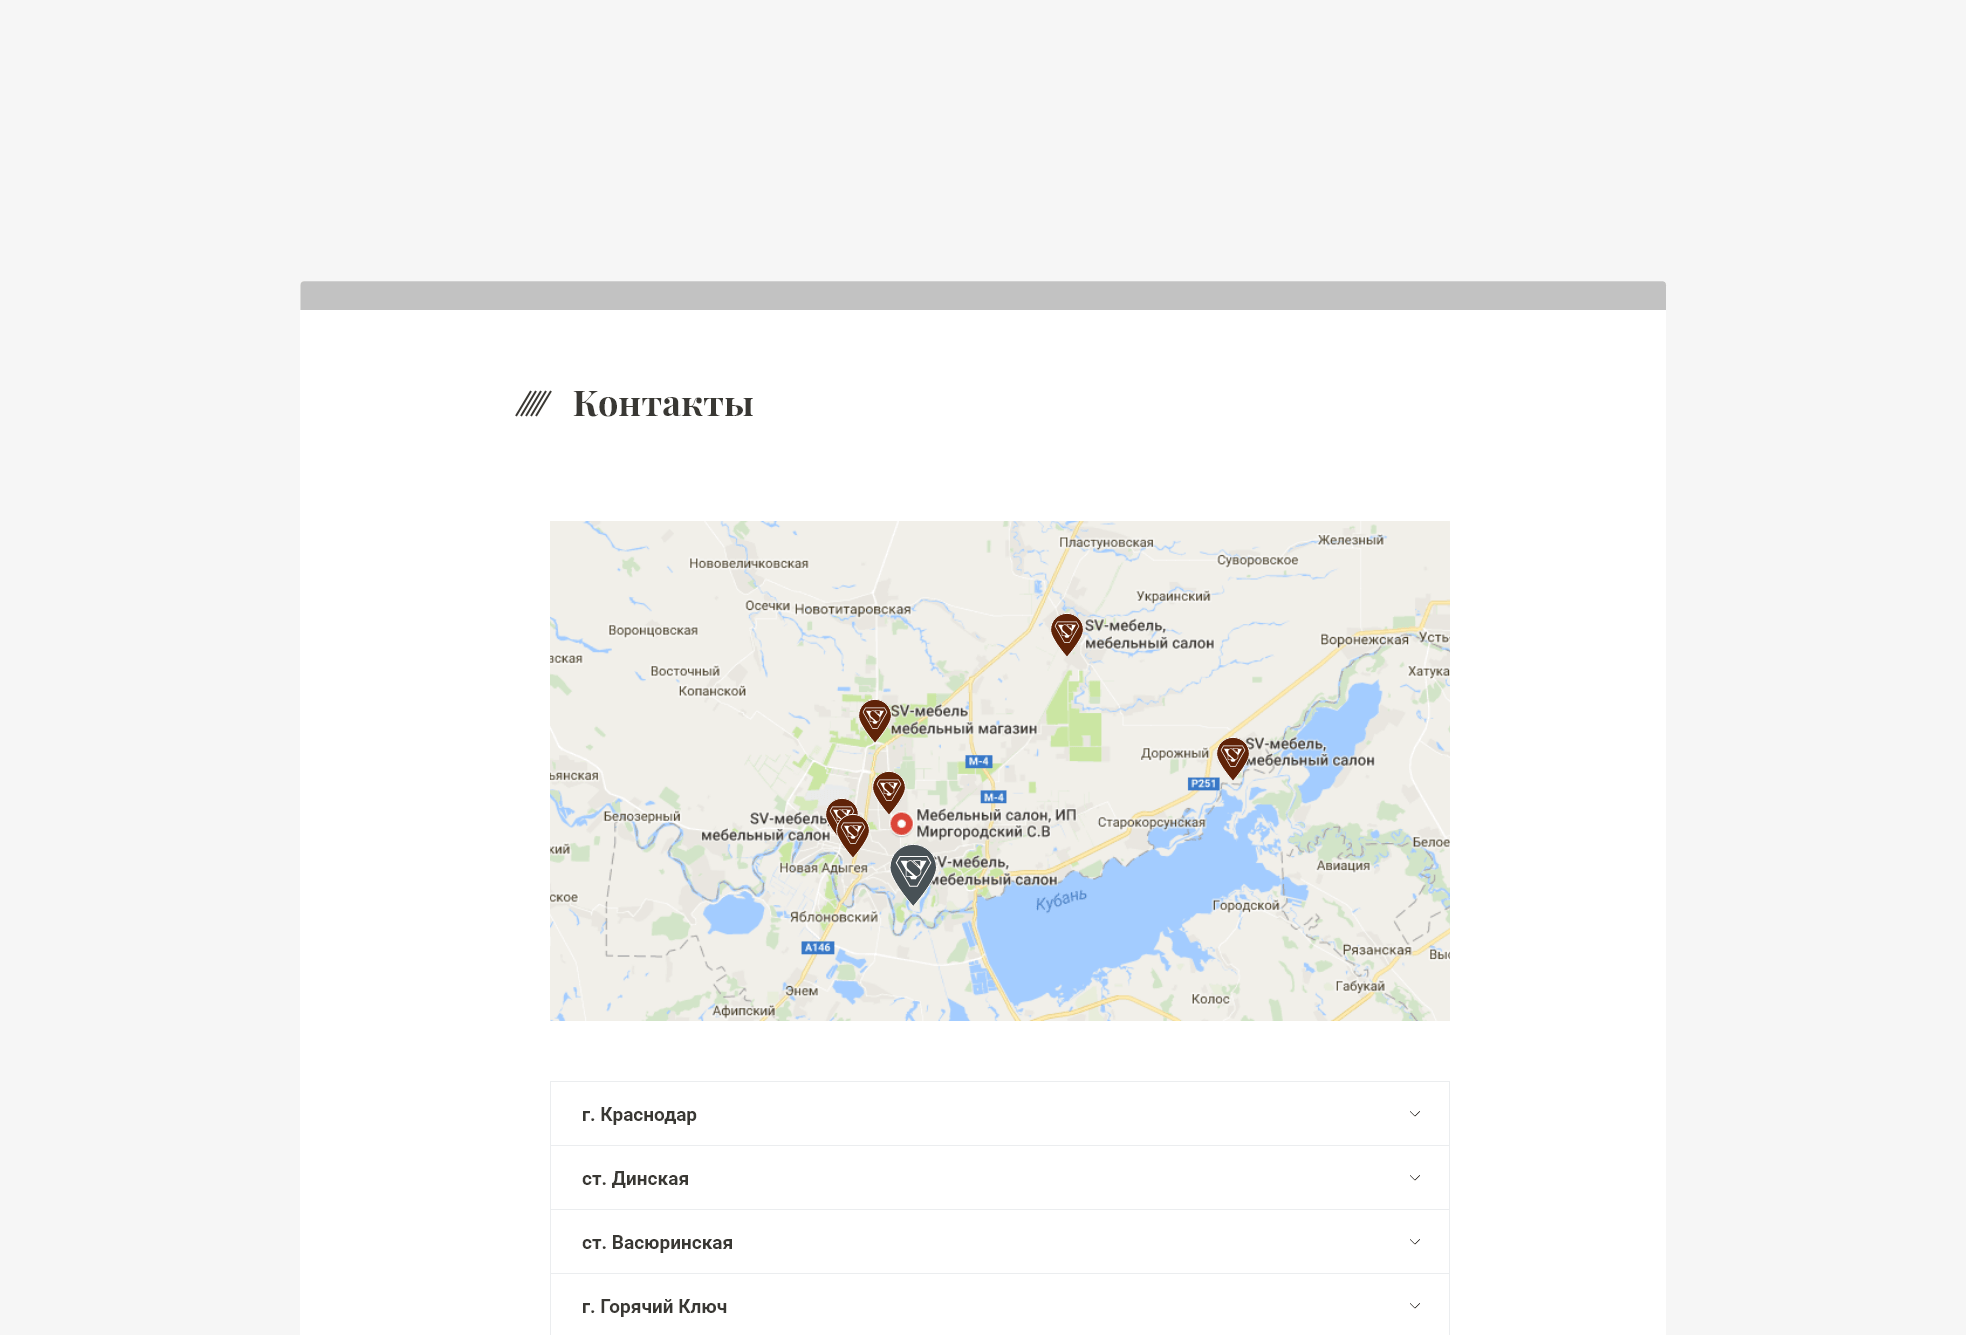 Контакты
Пластуновская
Железный
Нововеличковская
Суворовское
Украинский
Осечки
Новотитаровская
Воронцовская
SV-мебель,
мебельный салон
Воронежская
Усть-
аская
Восточный
Хатука
Копанской
SV-мебель
мебельный магазин
Дорожный
SV-мебель,
мебельный салон
М-4
ьянская
Р251
М-4
Белозерный
SV-мебель,
мебельный салон
Мебельный салон, ИП
Миргородский С.В
Старокорсунская
кий
Белое
Новая Адыгея
SV-мебель,
мебельный салон
Авиация
ское
Кубань
Городской
Яблоновский
А146
Рязанская
Выс
Энем
Габукай
Колос
Афипский
г. Краснодар
ст. Динская
ст. Васюринская
г. Горячий Ключ